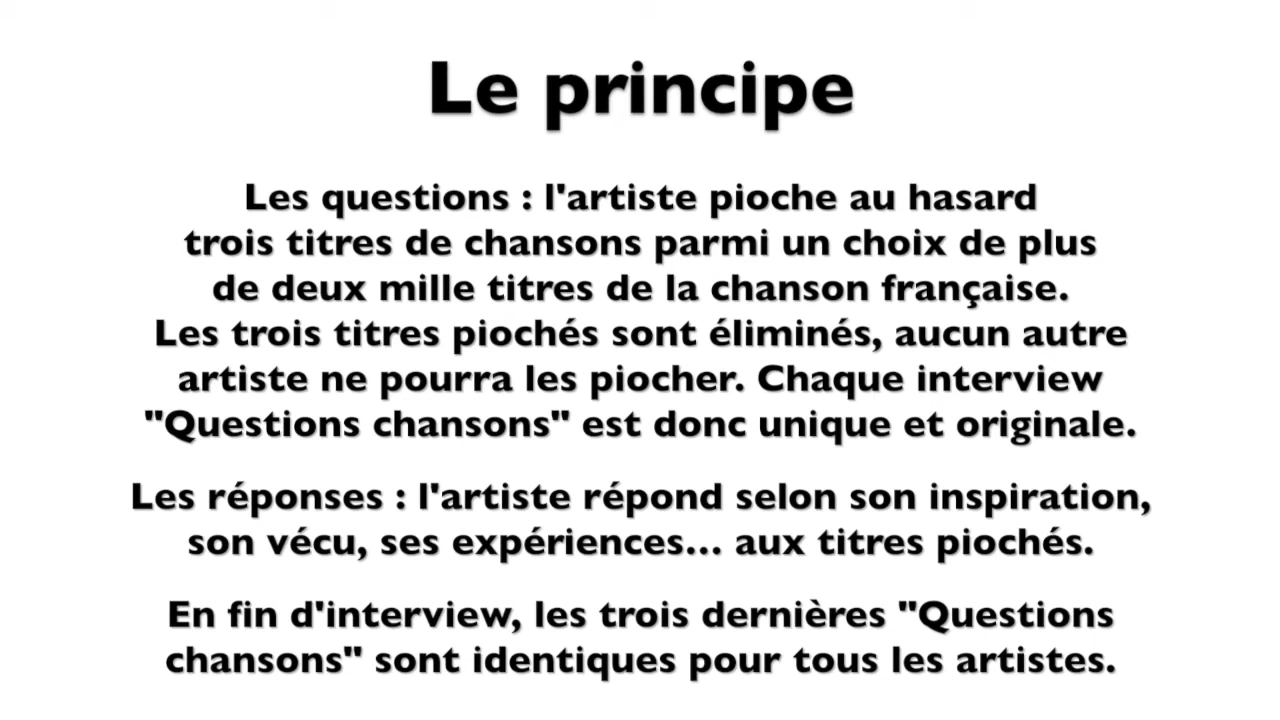 Le principe
Les questions : l'artiste pioche au hasard
trois titres de chansons parmi un choix de plus
de deux mille titres de la chanson française.
Les trois titres piochés sont éliminés, aucun autre
artiste ne pourra les piocher. Chaque interview
"Questions chansons" est donc unique et originale.
Les réponses : l'artiste répond selon son inspiration,
son vécu, ses expériences... aux titres piochés.
En fin d'interview, les trois dernières "Questions
chansons" sont identiques pour tous les artistes.